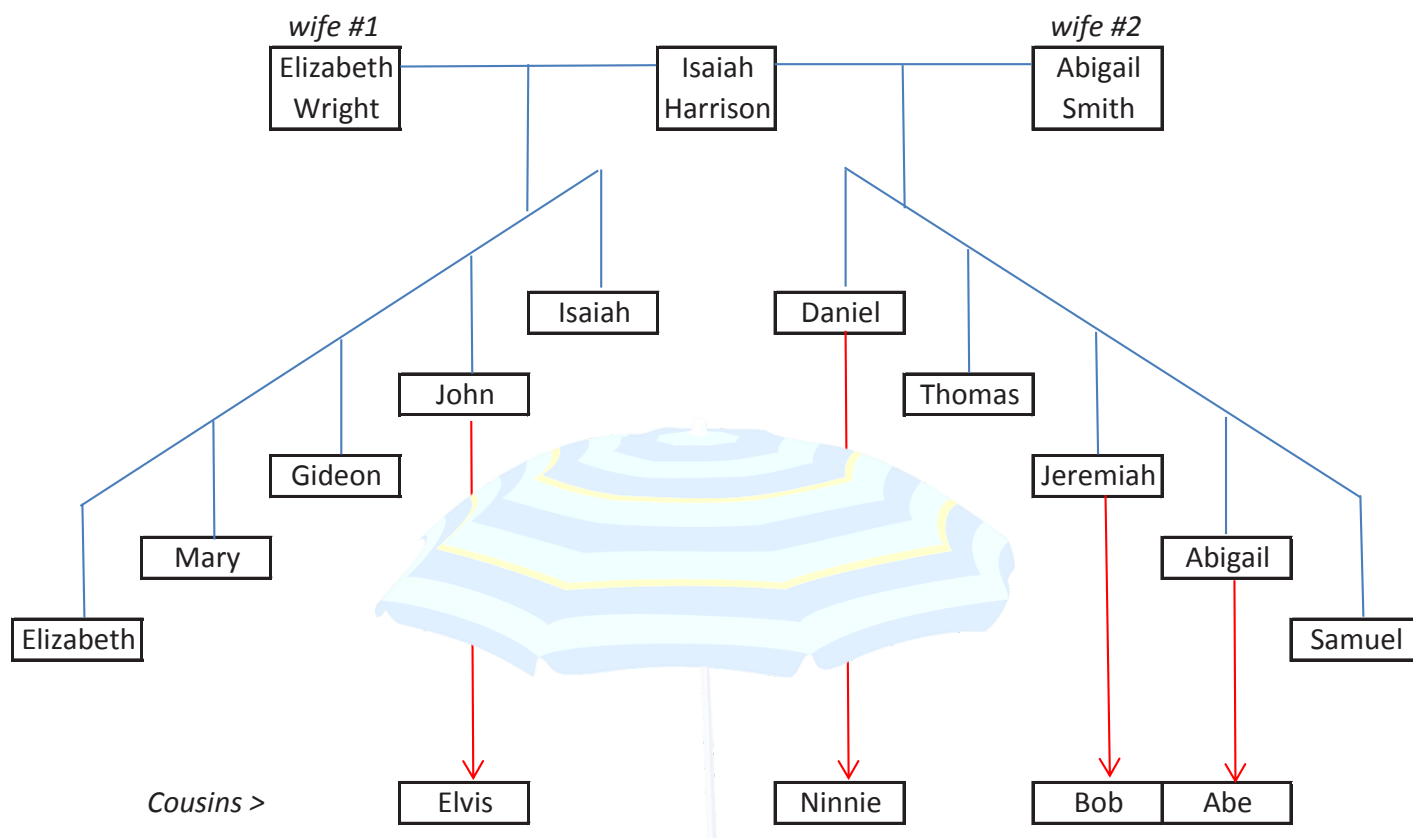 wife #1
wife #2
Elizabeth
Wright
Isaiah
Harrison
Abigail
Smith
Isaiah
Daniel
John
Thomas
Gideon
Jeremiah
Mary
Abigail
Elizabeth
Samuel
Cousins >
Elvis
Ninnie
Bob
Abe